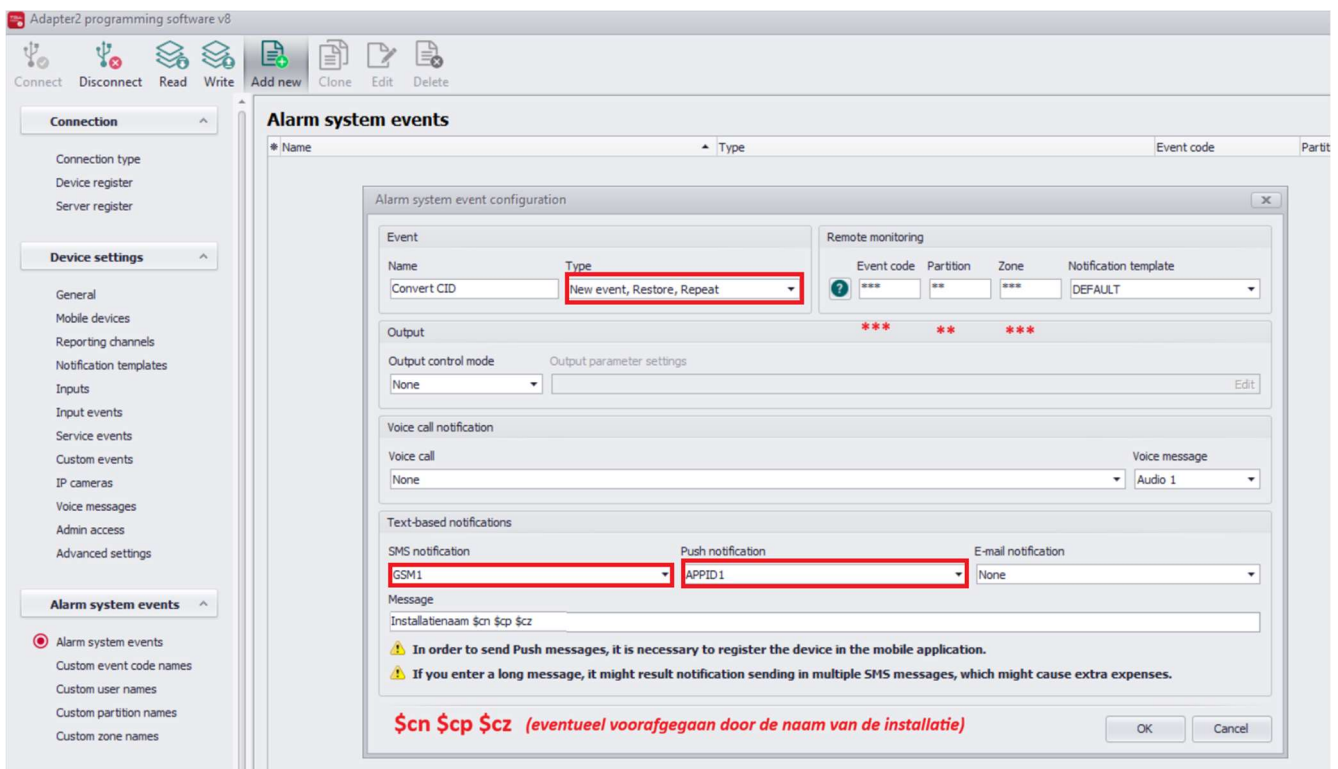 Adapter2 programming software v8
Connect Disconnect Read Write Add new Clone Edit Delete
Connection
Connection type
Device register
Server register
Device settings
General
Mobile devices
Reporting channels
Notification templates
Inputs
Input events
Service events
Custom events
IP cameras
Voice messages
Admin access
Advanced settings
Alarm system events
Alarm system events
Custom event code names
Custom user names
Custom partition names
Custom zone names
Alarm system events
Name Type Event code Partit
Alarm system event configuration
Event
Name Type
Convert CID New event, Restore, Repeat
Remote monitoring
Event code Partition Zone Notification template
? *** ** *** DEFAULT
*** ** ***
Output
Output control mode Output parameter settings
None Edit
Voice call notification
Voice call Voice message
None Audio 1
Text-based notifications
SMS notification Push notification E-mail notification
GSM1 APPID1 None
Message
Installatienaam $cn $cp $cz
In order to send Push messages, it is necessary to register the device in the mobile application.
If you enter a long message, it might result notification sending in multiple SMS messages, which might cause extra expenses.
$cn $cp $cz (eventueel voorafgegaan door de naam van de installatie)
OK Cancel